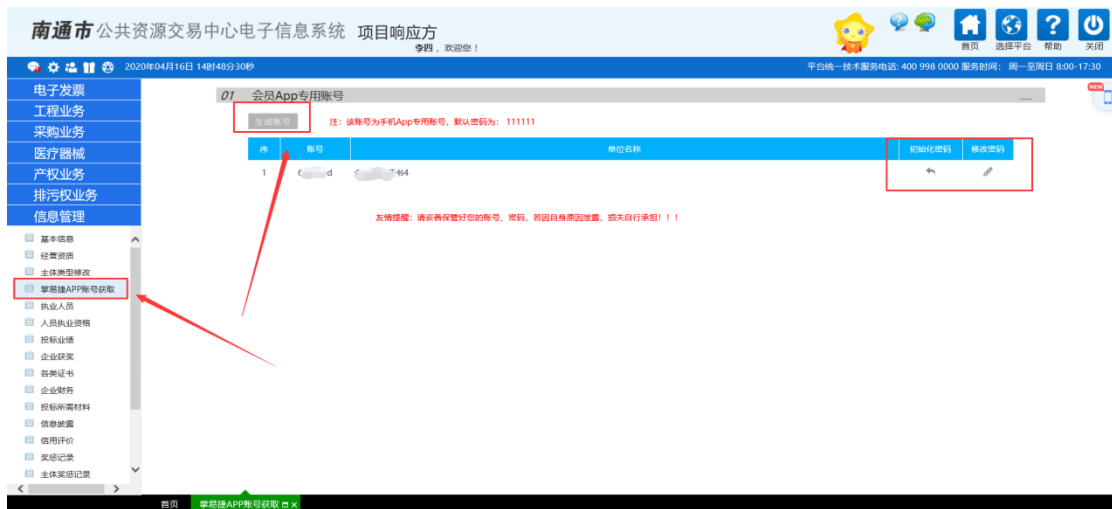 南通市公共资源交易中心电子信息系统 项目响应方
李四，欢迎您！
首页 选择平台 帮助 关闭
2020年04月16日 14时48分30秒
平台统一技术服务电话: 400 998 0000 服务时间： 周一至周日 8:00-17:30
NEW
电子发票
工程业务
采购业务
医疗器械
产权业务
排污权业务
信息管理
基本信息
经营资质
主体类型修改
掌易捷APP账号获取
执业人员
人员执业资格
投标业绩
企业获奖
各类证书
企业财务
投标所需材料
信息披露
信用评价
奖惩记录
主体奖惩记录
01 会员App专用账号
生成账号 注：该账号为手机App专用账号，默认密码为： 111111
序 账号 单位名称 初始化密码 修改密码
1 d 书4
友情提醒：请妥善保管好您的账号、密码，若因自身原因泄露，损失自行承担！！！
首页 掌易捷APP账号获取